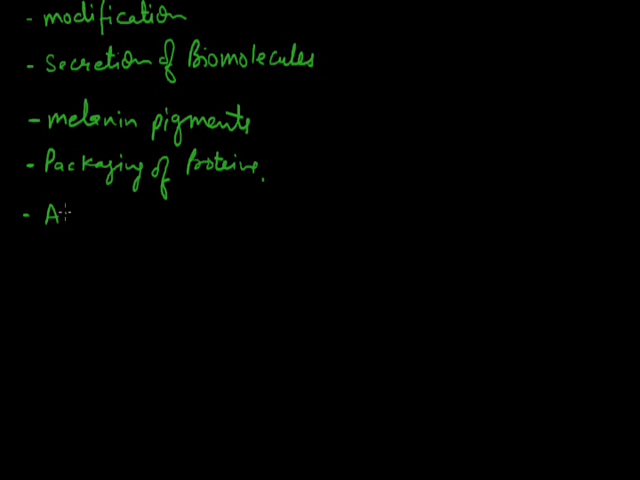 - modification
- Secretion of Biomolecules
- melanin pigments
- Packaging of Proteins.
- A